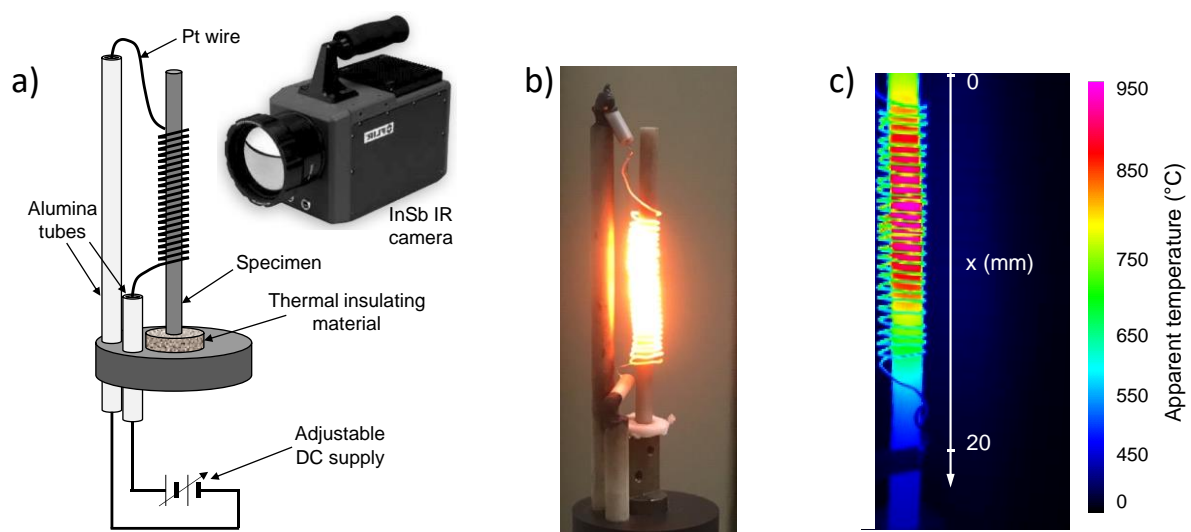 a)
Pt wire
Alumina
tubes
InSb IR
camera
Specimen
Thermal insulating
material
Adjustable
DC supply
b)
c)
0
x (mm)
20
950
850
750
650
550
450
0
Apparent temperature (°C)